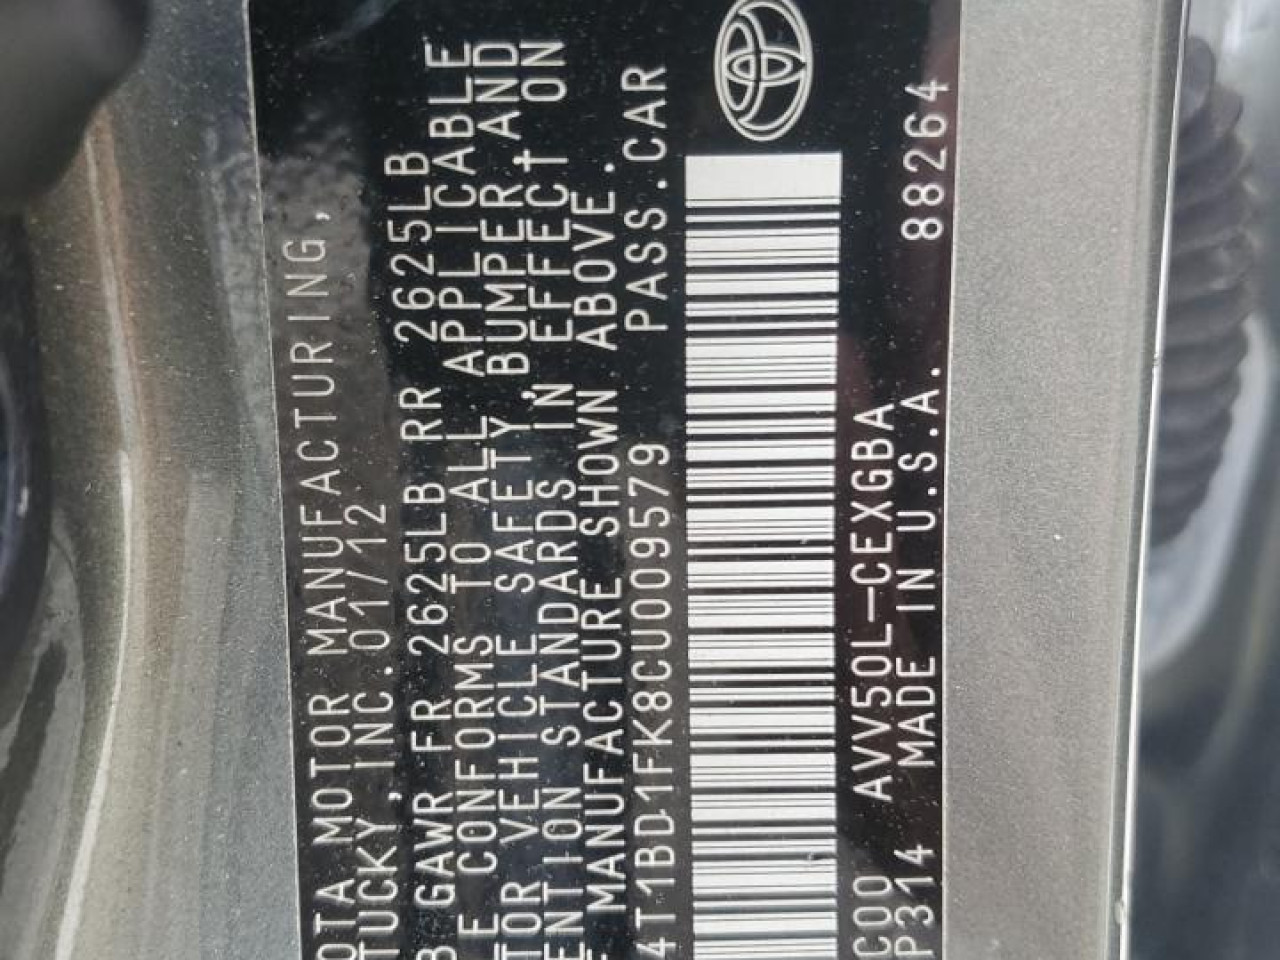 OTA MOTOR MANUFACTURING,
TUCKY, INC. 01/12
B GAWR FR 2625LB RR 2625LB
LE CONFORMS TO ALL APPLICABLE
TOR VEHICLE SAFETY, BUMPER AND
ENTION STANDARDS IN EFFECT ON
F MANUFACTURE SHOWN ABOVE.
4T1BD1FK8CU009579 PASS.CAR
C00 AVV50L-CEXGBA
P314 MADE IN U.S.A. 88264